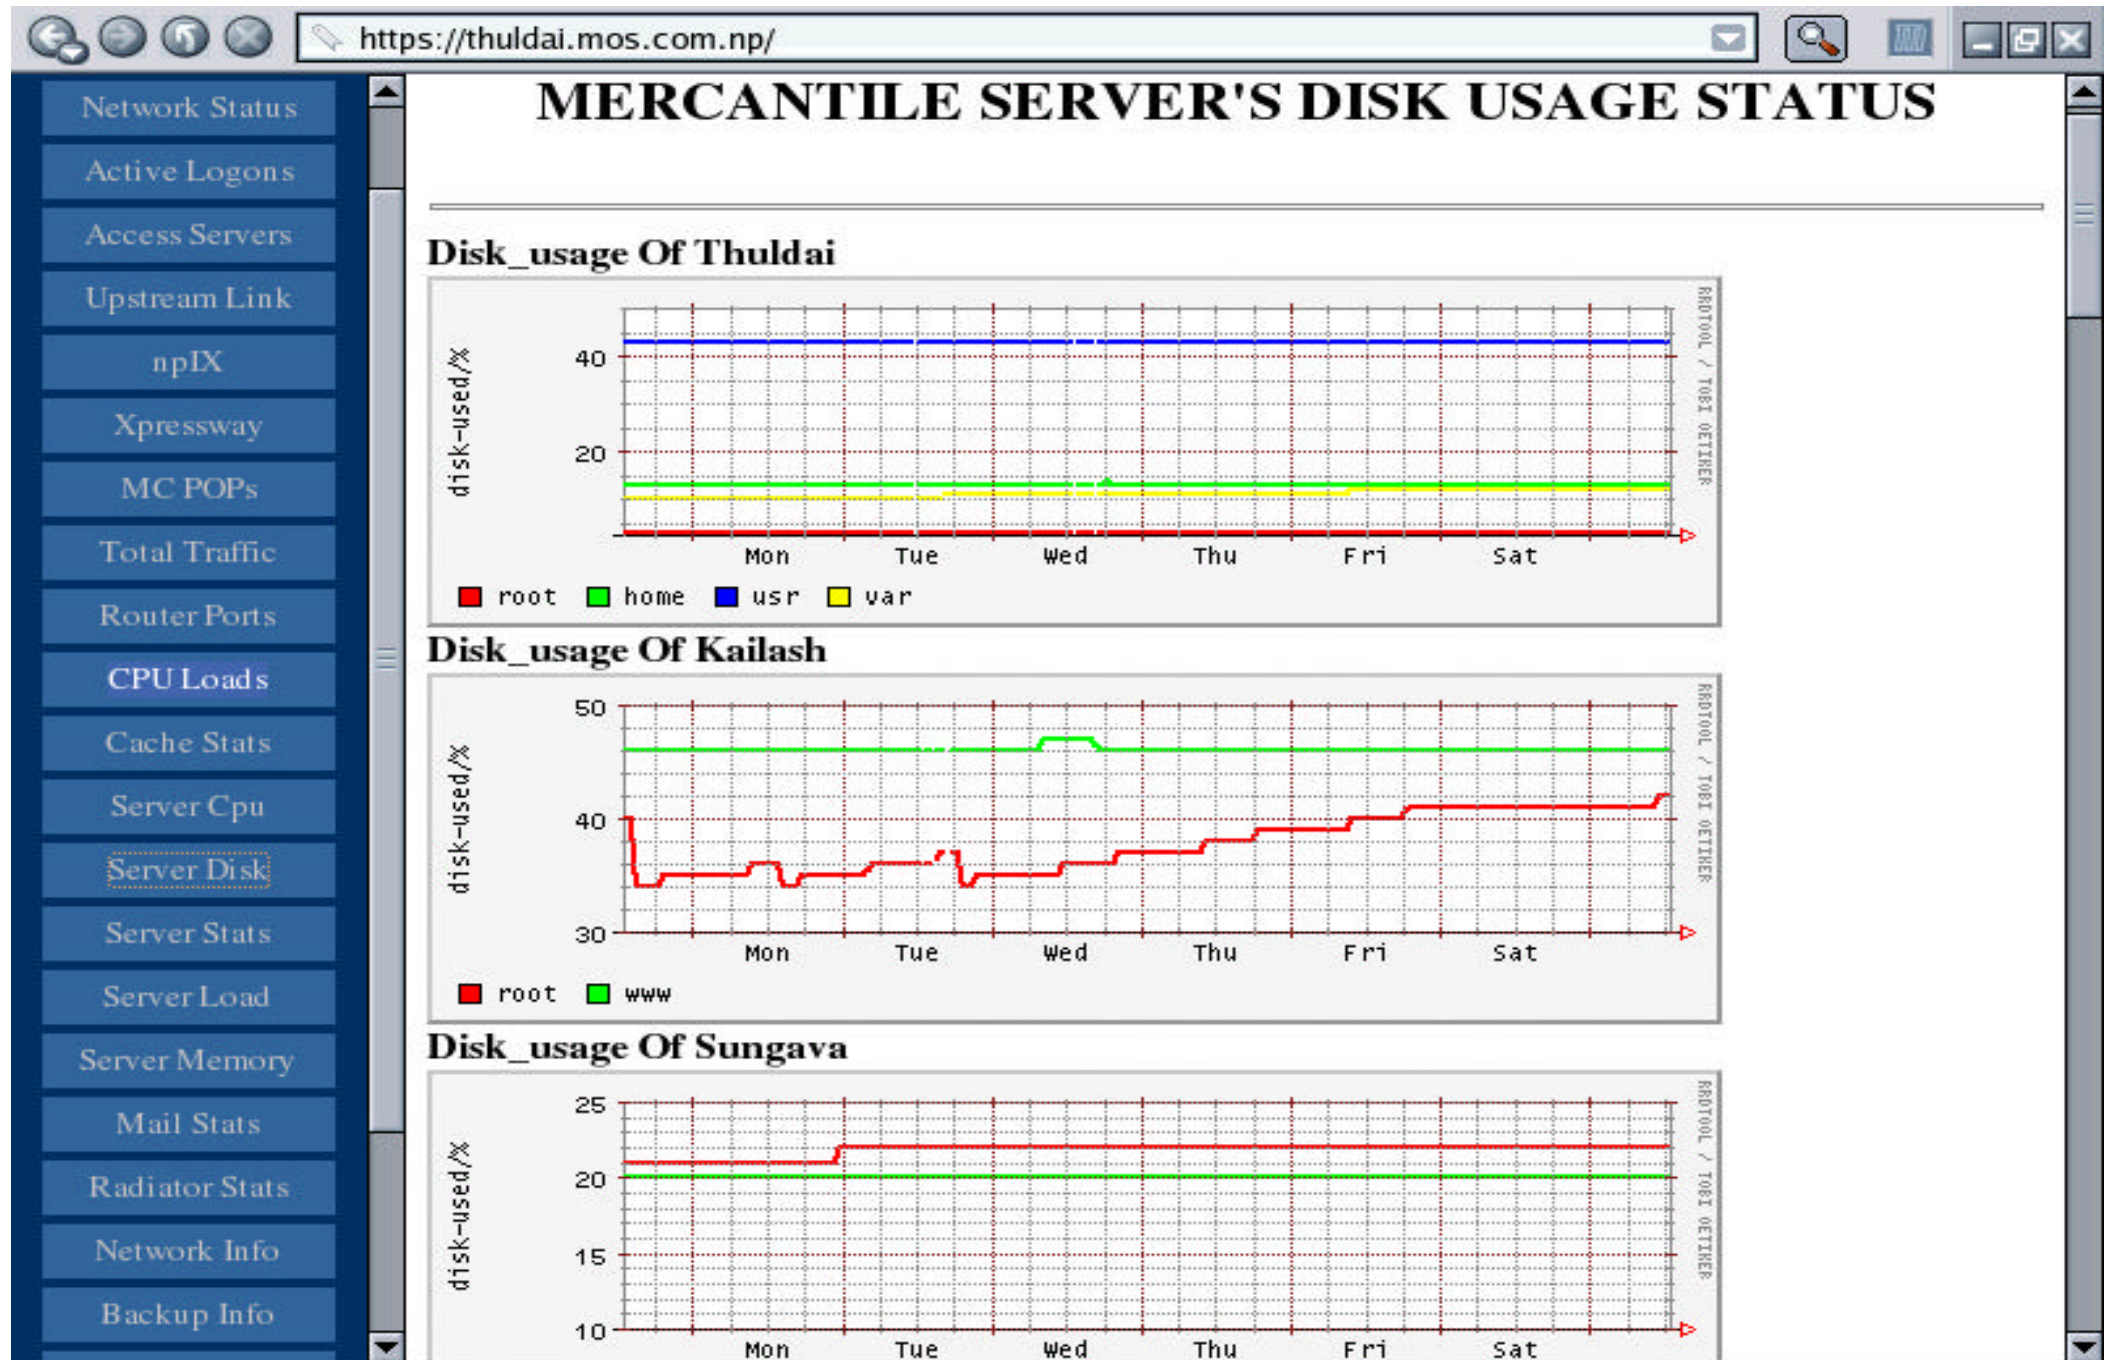 https://thuldai.mos.com.np/
Network Status
Active Logons
Access Servers
Upstream Link
npIX
Xpressway
MC POPs
Total Traffic
Router Ports
CPU Loads
Cache Stats
Server Cpu
Server Disk
Server Stats
Server Load
Server Memory
Mail Stats
Radiator Stats
Network Info
Backup Info
MERCANTILE SERVER'S DISK USAGE STATUS
Disk_usage Of Thuldai
disk-used/%
40
20
Mon Tue Wed Thu Fri Sat
root home usr var
RRDTOOL / TOBI OETIKER
Disk_usage Of Kailash
disk-used/%
50
40
30
Mon Tue Wed Thu Fri Sat
root www
RRDTOOL / TOBI OETIKER
Disk_usage Of Sungava
disk-used/%
25
20
15
10
Mon Tue Wed Thu Fri Sat
RRDTOOL / TOBI OETIKER